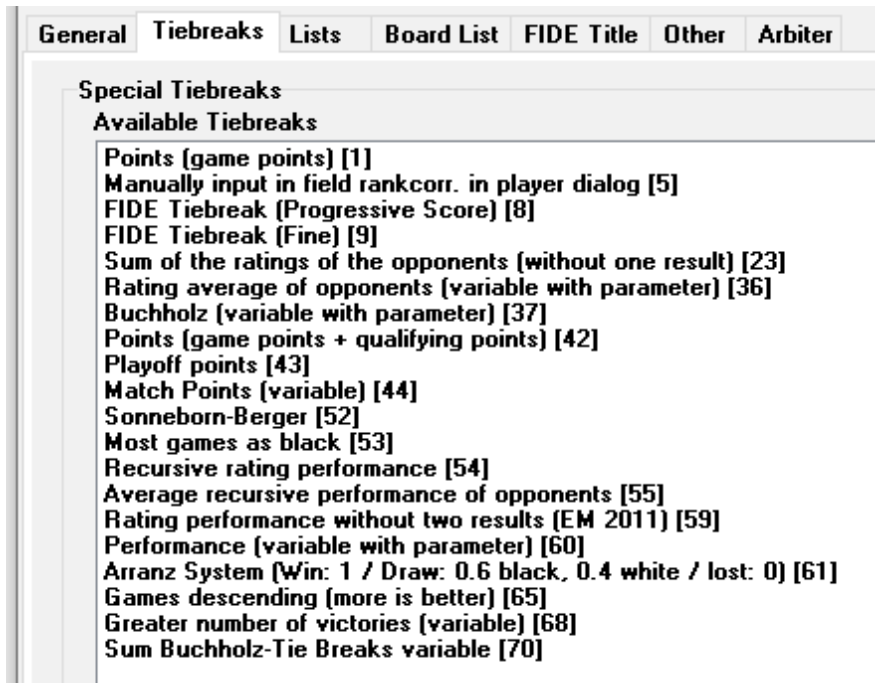 General Tiebreaks Lists Board List FIDE Title Other Arbiter
Special Tiebreaks
Available Tiebreaks
Points (game points) [1]
Manually input in field rankcorr. in player dialog [5]
FIDE Tiebreak (Progressive Score) [8]
FIDE Tiebreak (Fine) [9]
Sum of the ratings of the opponents (without one result) [23]
Rating average of opponents (variable with parameter) [36]
Buchholz (variable with parameter) [37]
Points (game points + qualifying points) [42]
Playoff points [43]
Match Points (variable) [44]
Sonneborn-Berger [52]
Most games as black [53]
Recursive rating performance [54]
Average recursive performance of opponents [55]
Rating performance without two results (EM 2011) [59]
Performance (variable with parameter) [60]
Arranz System (Win: 1 / Draw: 0.6 black, 0.4 white / lost: 0) [61]
Games descending (more is better) [65]
Greater number of victories (variable) [68]
Sum Buchholz-Tie Breaks variable [70]